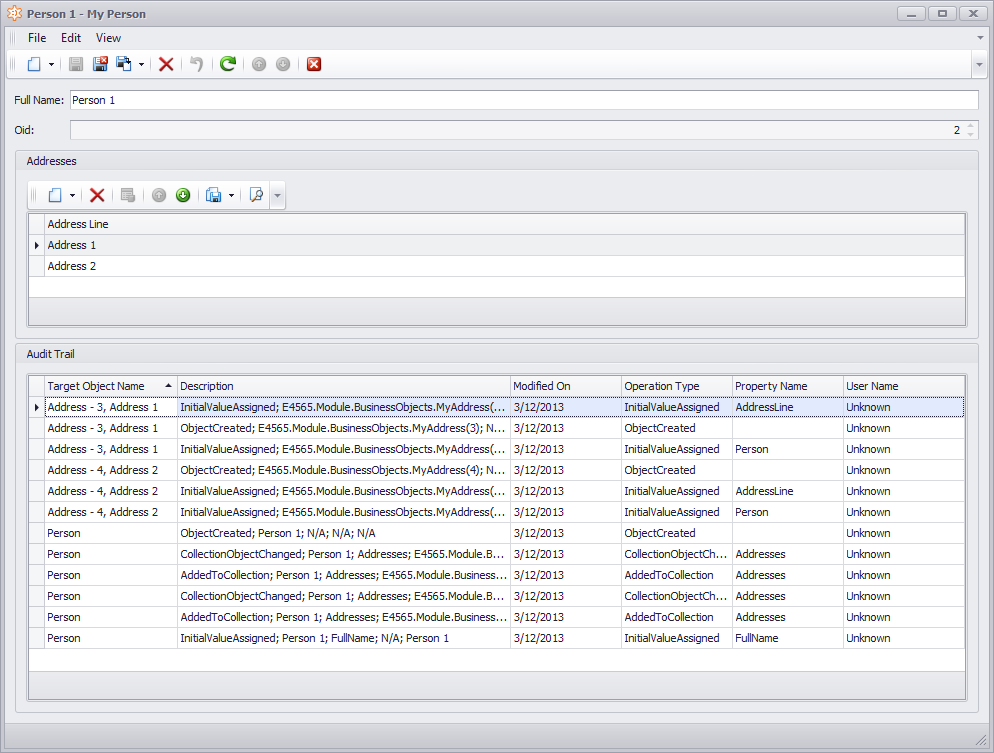 Person 1 - My Person
File Edit View
Full Name: Person 1
Oid: 2
Addresses
Address Line
Address 1
Address 2
Audit Trail
Target Object Name Description Modified On Operation Type Property Name User Name
Address - 3, Address 1 InitialValueAssigned; E4565.Module.BusinessObjects.MyAddress(... 3/12/2013 InitialValueAssigned AddressLine Unknown
Address - 3, Address 1 ObjectCreated; E4565.Module.BusinessObjects.MyAddress(3); N... 3/12/2013 ObjectCreated Unknown
Address - 3, Address 1 InitialValueAssigned; E4565.Module.BusinessObjects.MyAddress(... 3/12/2013 InitialValueAssigned Person Unknown
Address - 4, Address 2 ObjectCreated; E4565.Module.BusinessObjects.MyAddress(4); N... 3/12/2013 ObjectCreated Unknown
Address - 4, Address 2 InitialValueAssigned; E4565.Module.BusinessObjects.MyAddress(... 3/12/2013 InitialValueAssigned AddressLine Unknown
Address - 4, Address 2 InitialValueAssigned; E4565.Module.BusinessObjects.MyAddress(... 3/12/2013 InitialValueAssigned Person Unknown
Person ObjectCreated; Person 1; N/A; N/A; N/A 3/12/2013 ObjectCreated Unknown
Person CollectionObjectChanged; Person 1; Addresses; E4565.Module.B... 3/12/2013 CollectionObjectCh... Addresses Unknown
Person AddedToCollection; Person 1; Addresses; E4565.Module.Business... 3/12/2013 AddedToCollection Addresses Unknown
Person CollectionObjectChanged; Person 1; Addresses; E4565.Module.B... 3/12/2013 CollectionObjectCh... Addresses Unknown
Person AddedToCollection; Person 1; Addresses; E4565.Module.Business... 3/12/2013 AddedToCollection Addresses Unknown
Person InitialValueAssigned; Person 1; FullName; N/A; Person 1 3/12/2013 InitialValueAssigned FullName Unknown